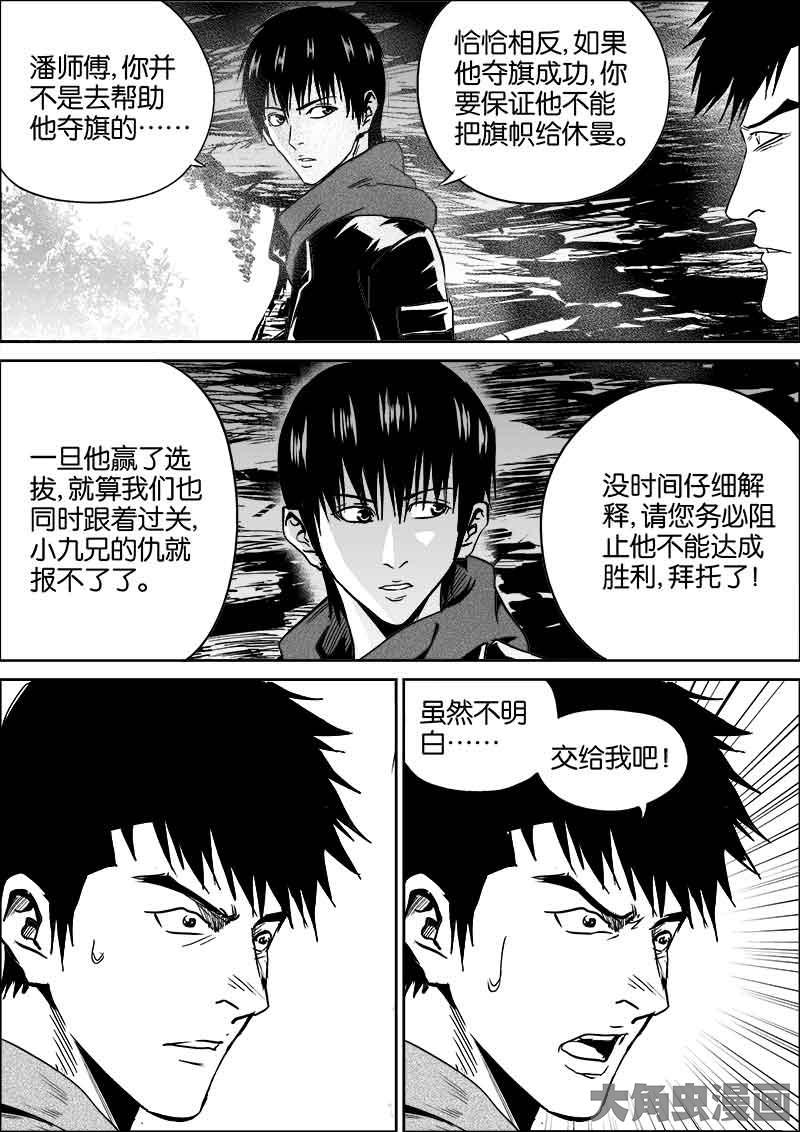 潘师傅,你并
不是去帮助
他夺旗的……
恰恰相反,如果
他夺旗成功,你
要保证他不能
把旗帜给休曼。
一旦他赢了选
拔,就算我们也
同时跟着过关,
小九兄的仇就
报不了了。
没时间仔细解
释,请您务必阻
止他不能达成
胜利,拜托了!
虽然不明
白……
交给我吧!
大角虫漫画